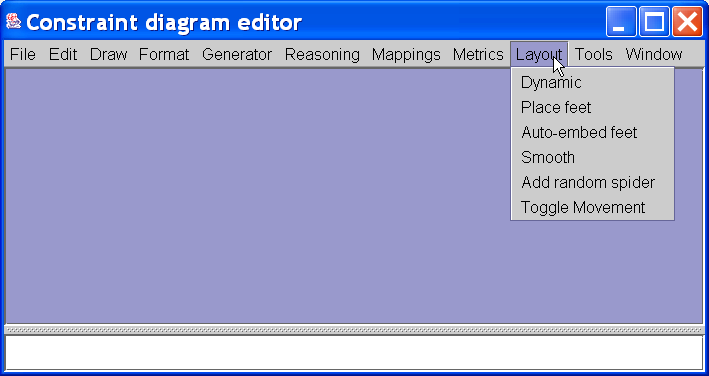 Constraint diagram editor
File Edit Draw Format Generator Reasoning Mappings Metrics Layout Tools Window
Dynamic
Place feet
Auto-embed feet
Smooth
Add random spider
Toggle Movement